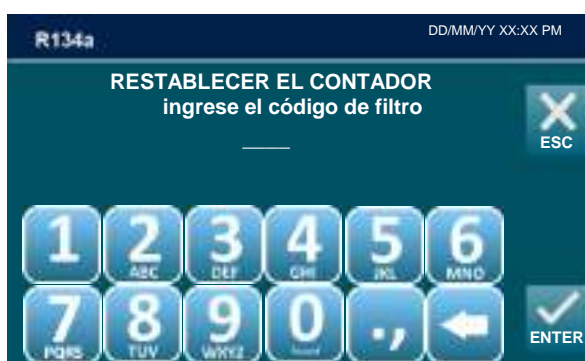 R134a DD/MM/YY XX:XX PM
RESTABLECER EL CONTADOR
ingrese el código de filtro
____
ESC
1 2 3 4 5 6
ABC DEF GHI JKL MNO
7 8 9 0 . ,
PQRS TUV WXYZ
ENTER